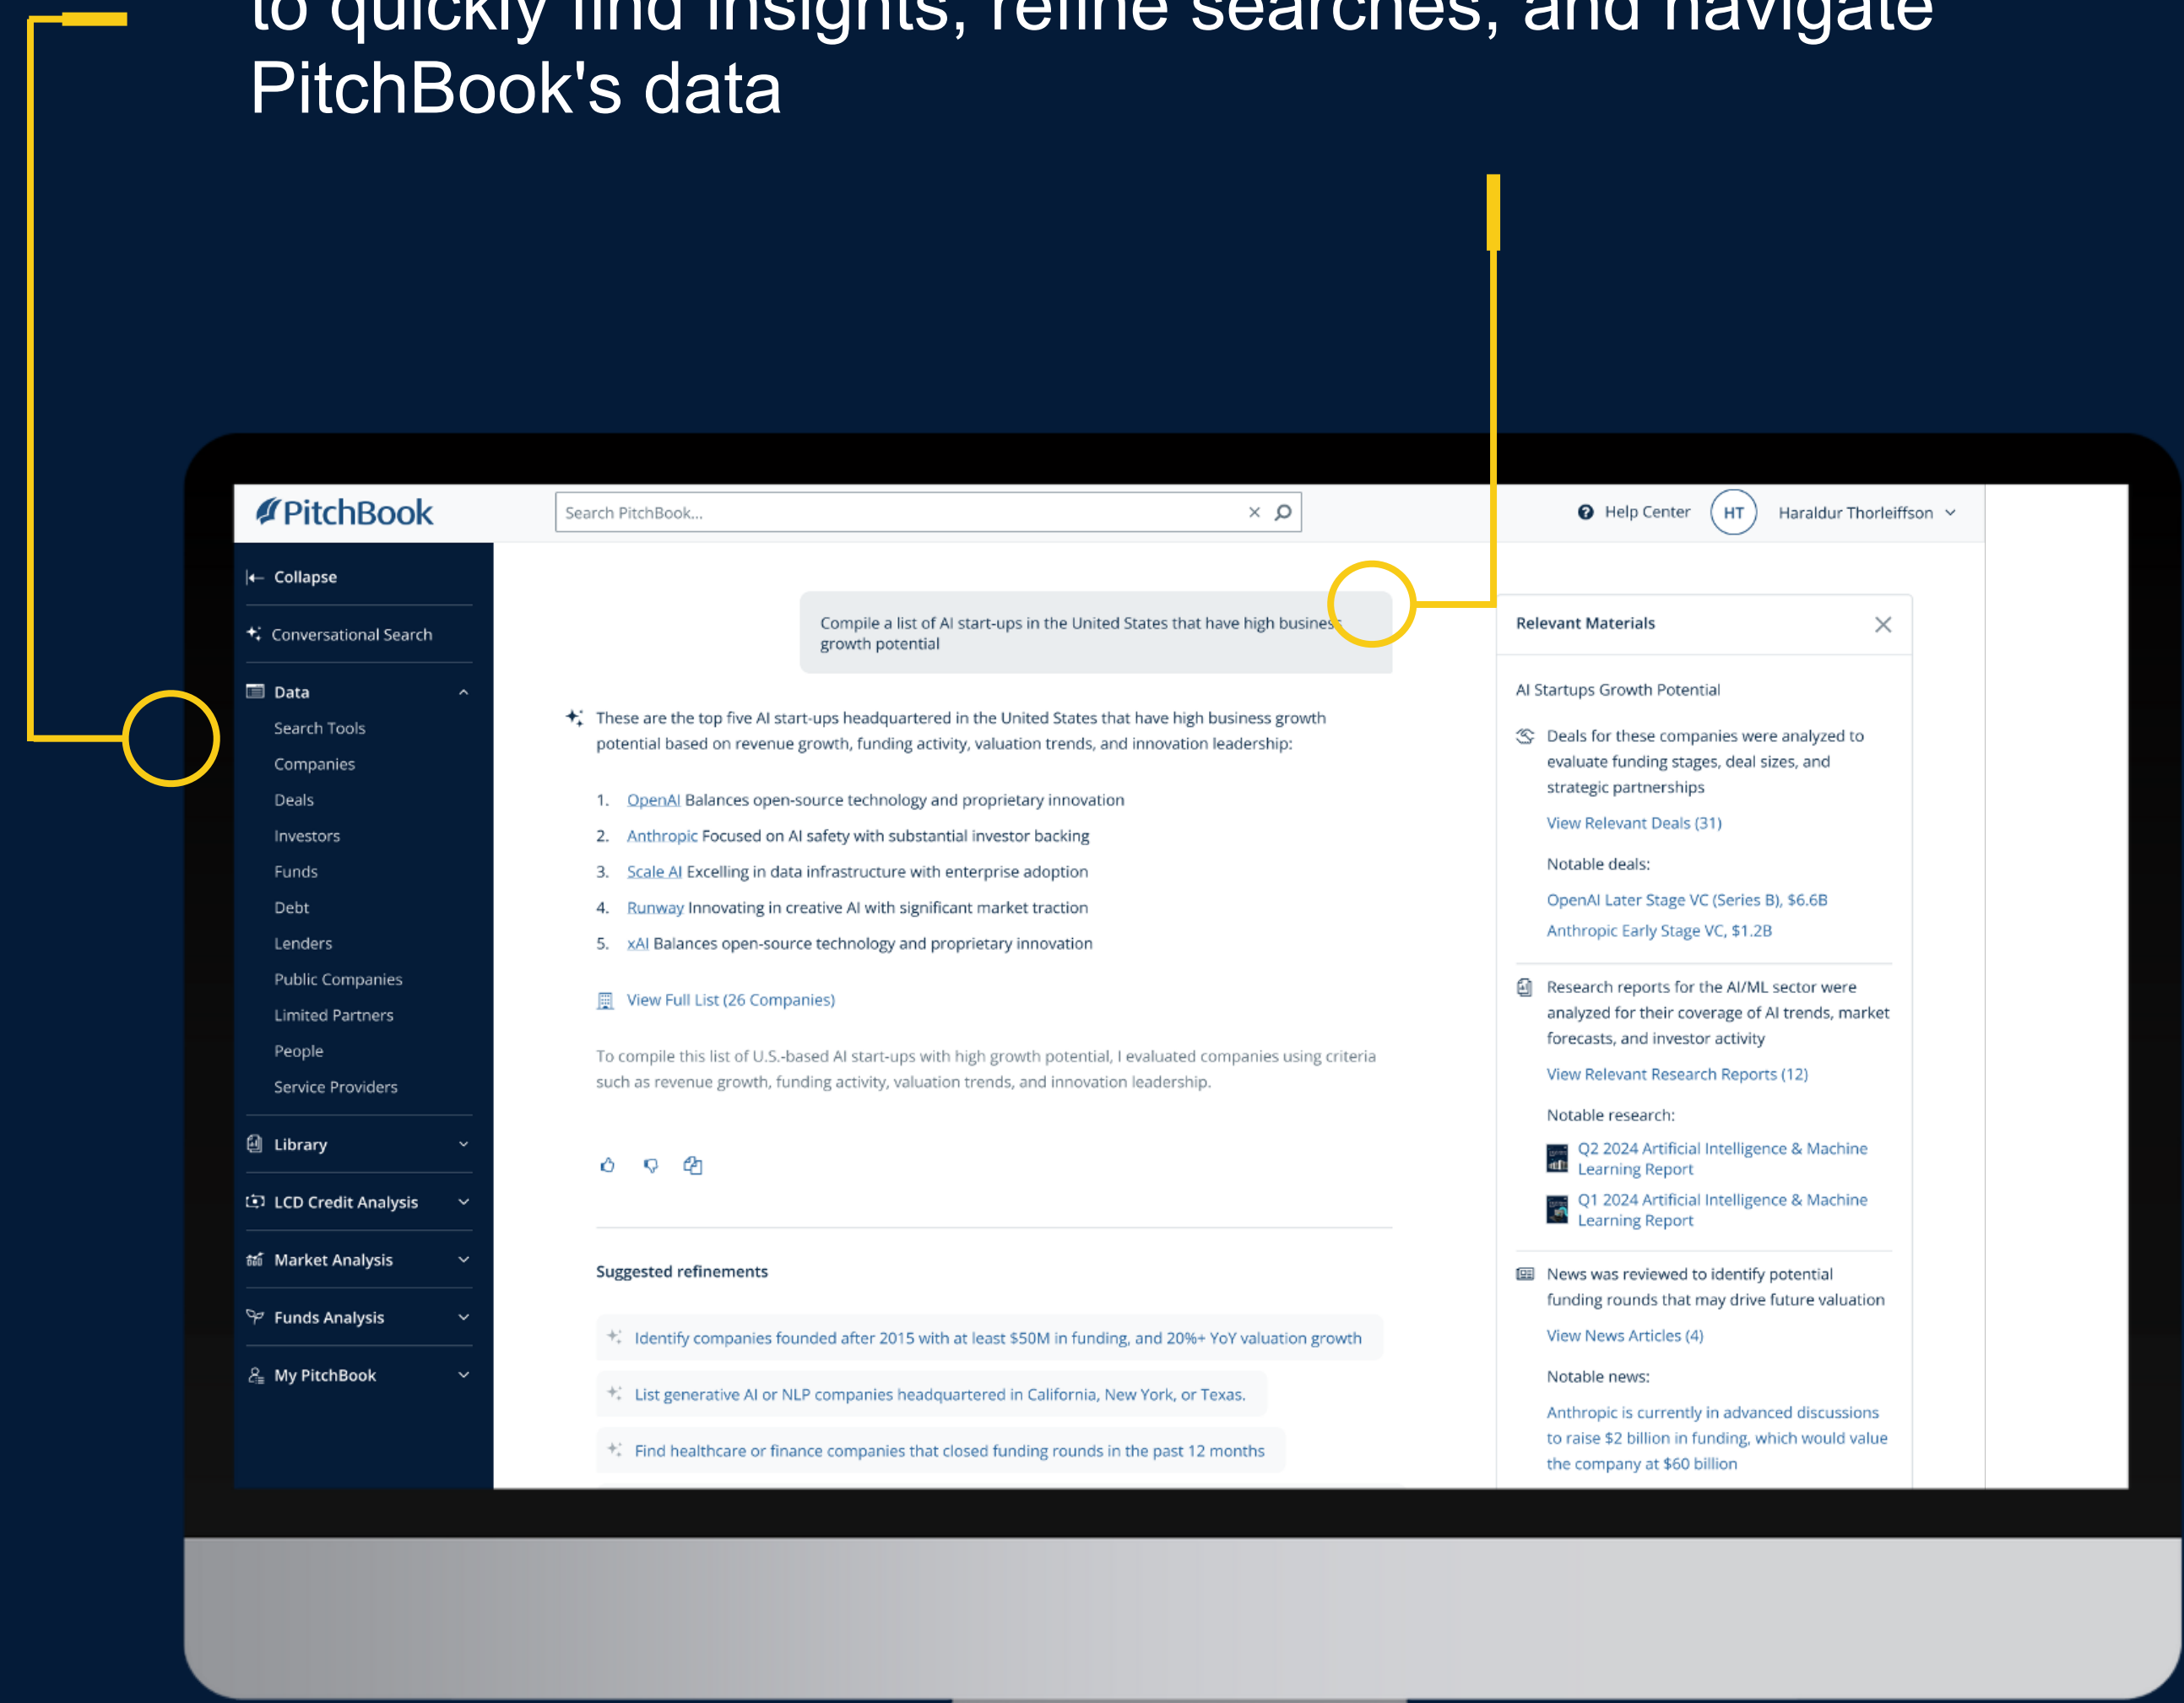 to quickly find insights, refine searches, and navigate
PitchBook's data
PitchBook
Search PitchBook...
Help Center
HT
Haraldur Thorleiffson
Collapse
Conversational Search
Data
Search Tools
Companies
Deals
Investors
Funds
Debt
Lenders
Public Companies
Limited Partners
People
Service Providers
Library
LCD Credit Analysis
Market Analysis
Funds Analysis
My PitchBook
Compile a list of AI start-ups in the United States that have high business
growth potential
These are the top five AI start-ups headquartered in the United States that have high business growth
potential based on revenue growth, funding activity, valuation trends, and innovation leadership:
1. OpenAI Balances open-source technology and proprietary innovation
2. Anthropic Focused on AI safety with substantial investor backing
3. Scale AI Excelling in data infrastructure with enterprise adoption
4. Runway Innovating in creative AI with significant market traction
5. xAI Balances open-source technology and proprietary innovation
View Full List (26 Companies)
To compile this list of U.S.-based AI start-ups with high growth potential, I evaluated companies using criteria
such as revenue growth, funding activity, valuation trends, and innovation leadership.
Suggested refinements
Identify companies founded after 2015 with at least $50M in funding, and 20%+ YoY valuation growth
List generative AI or NLP companies headquartered in California, New York, or Texas.
Find healthcare or finance companies that closed funding rounds in the past 12 months
Relevant Materials
AI Startups Growth Potential
Deals for these companies were analyzed to
evaluate funding stages, deal sizes, and
strategic partnerships
View Relevant Deals (31)
Notable deals:
OpenAI Later Stage VC (Series B), $6.6B
Anthropic Early Stage VC, $1.2B
Research reports for the AI/ML sector were
analyzed for their coverage of AI trends, market
forecasts, and investor activity
View Relevant Research Reports (12)
Notable research:
Q2 2024 Artificial Intelligence & Machine
Learning Report
Q1 2024 Artificial Intelligence & Machine
Learning Report
News was reviewed to identify potential
funding rounds that may drive future valuation
View News Articles (4)
Notable news:
Anthropic is currently in advanced discussions
to raise $2 billion in funding, which would value
the company at $60 billion